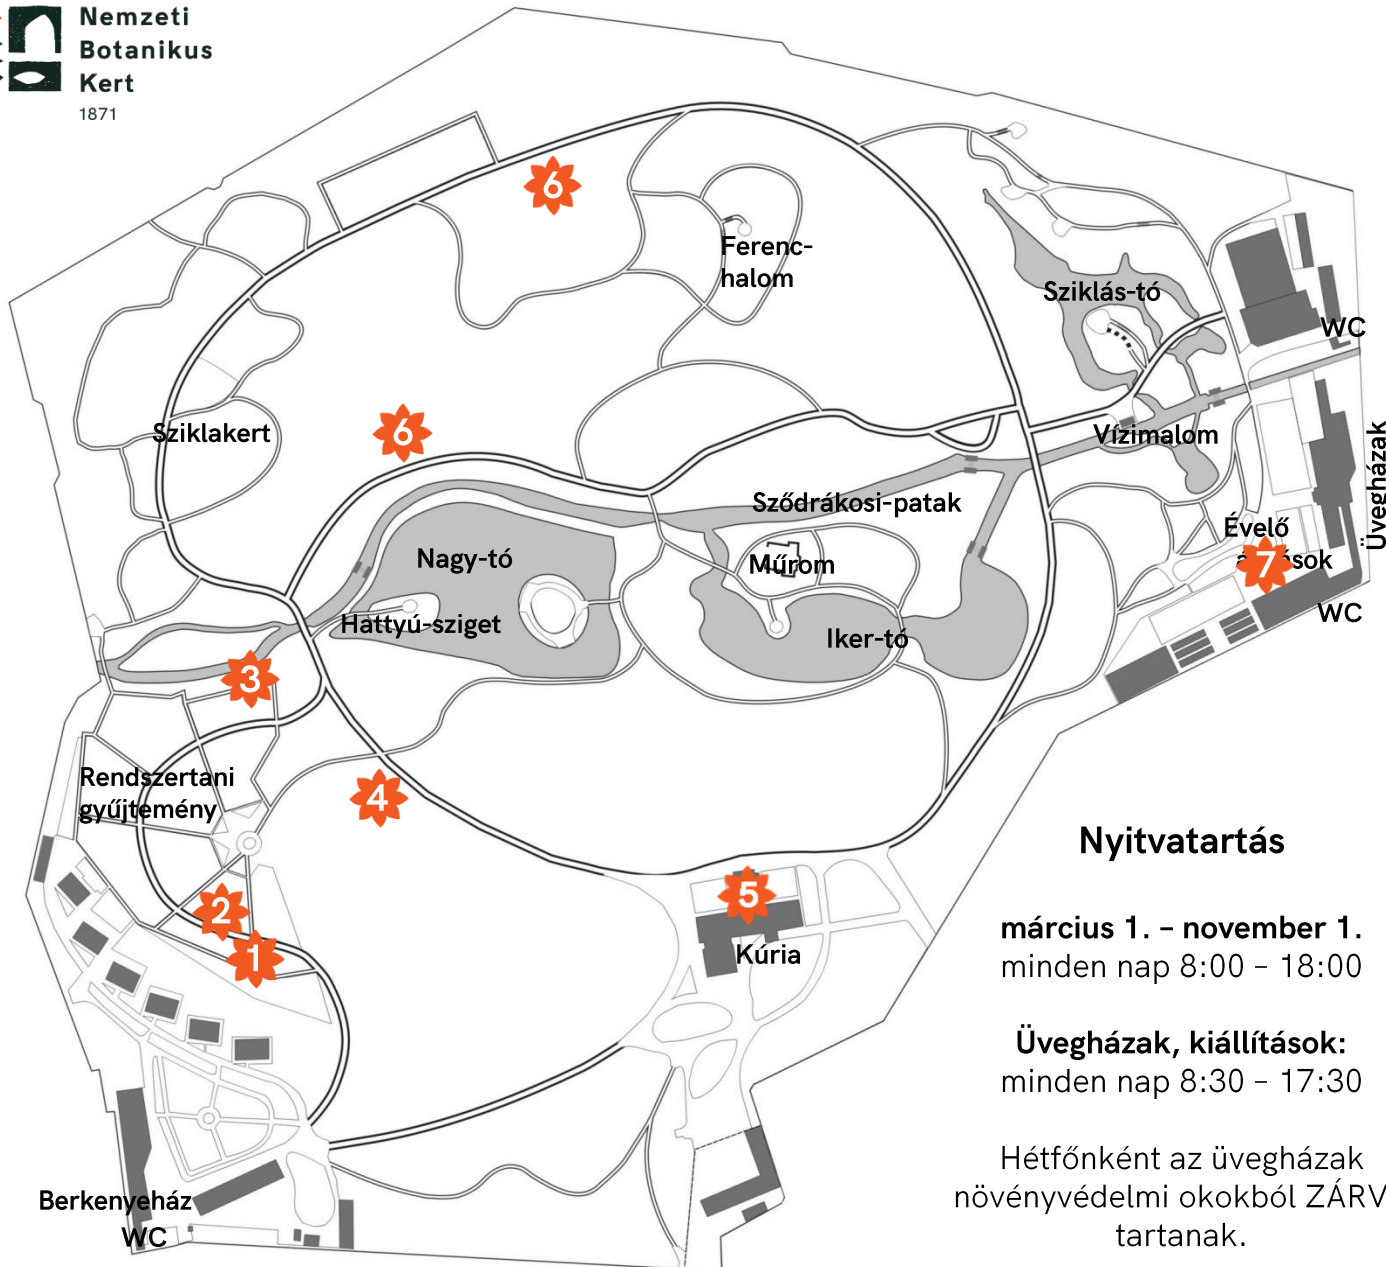 Nemzeti
Botanikus
Kert
1871
6
Ferenc-
halom
Sziklás-tó
WC
Sziklakert
6
Vízimalom
Üvegházak
Sződrákosi-patak
Évelő
7
WC
Nagy-tó
Műrom
Hattyú-sziget
Iker-tó
3
Rendszertani
gyűjtemény
4
2
1
5
Kúria
Berkenyeház
WC
Nyitvatartás
március 1. – november 1.
minden nap 8:00 – 18:00
Üvegházak, kiállítások:
minden nap 8:30 – 17:30
Hétfőnként az üvegházak
növényvédelmi okokból ZÁRV
tartanak.